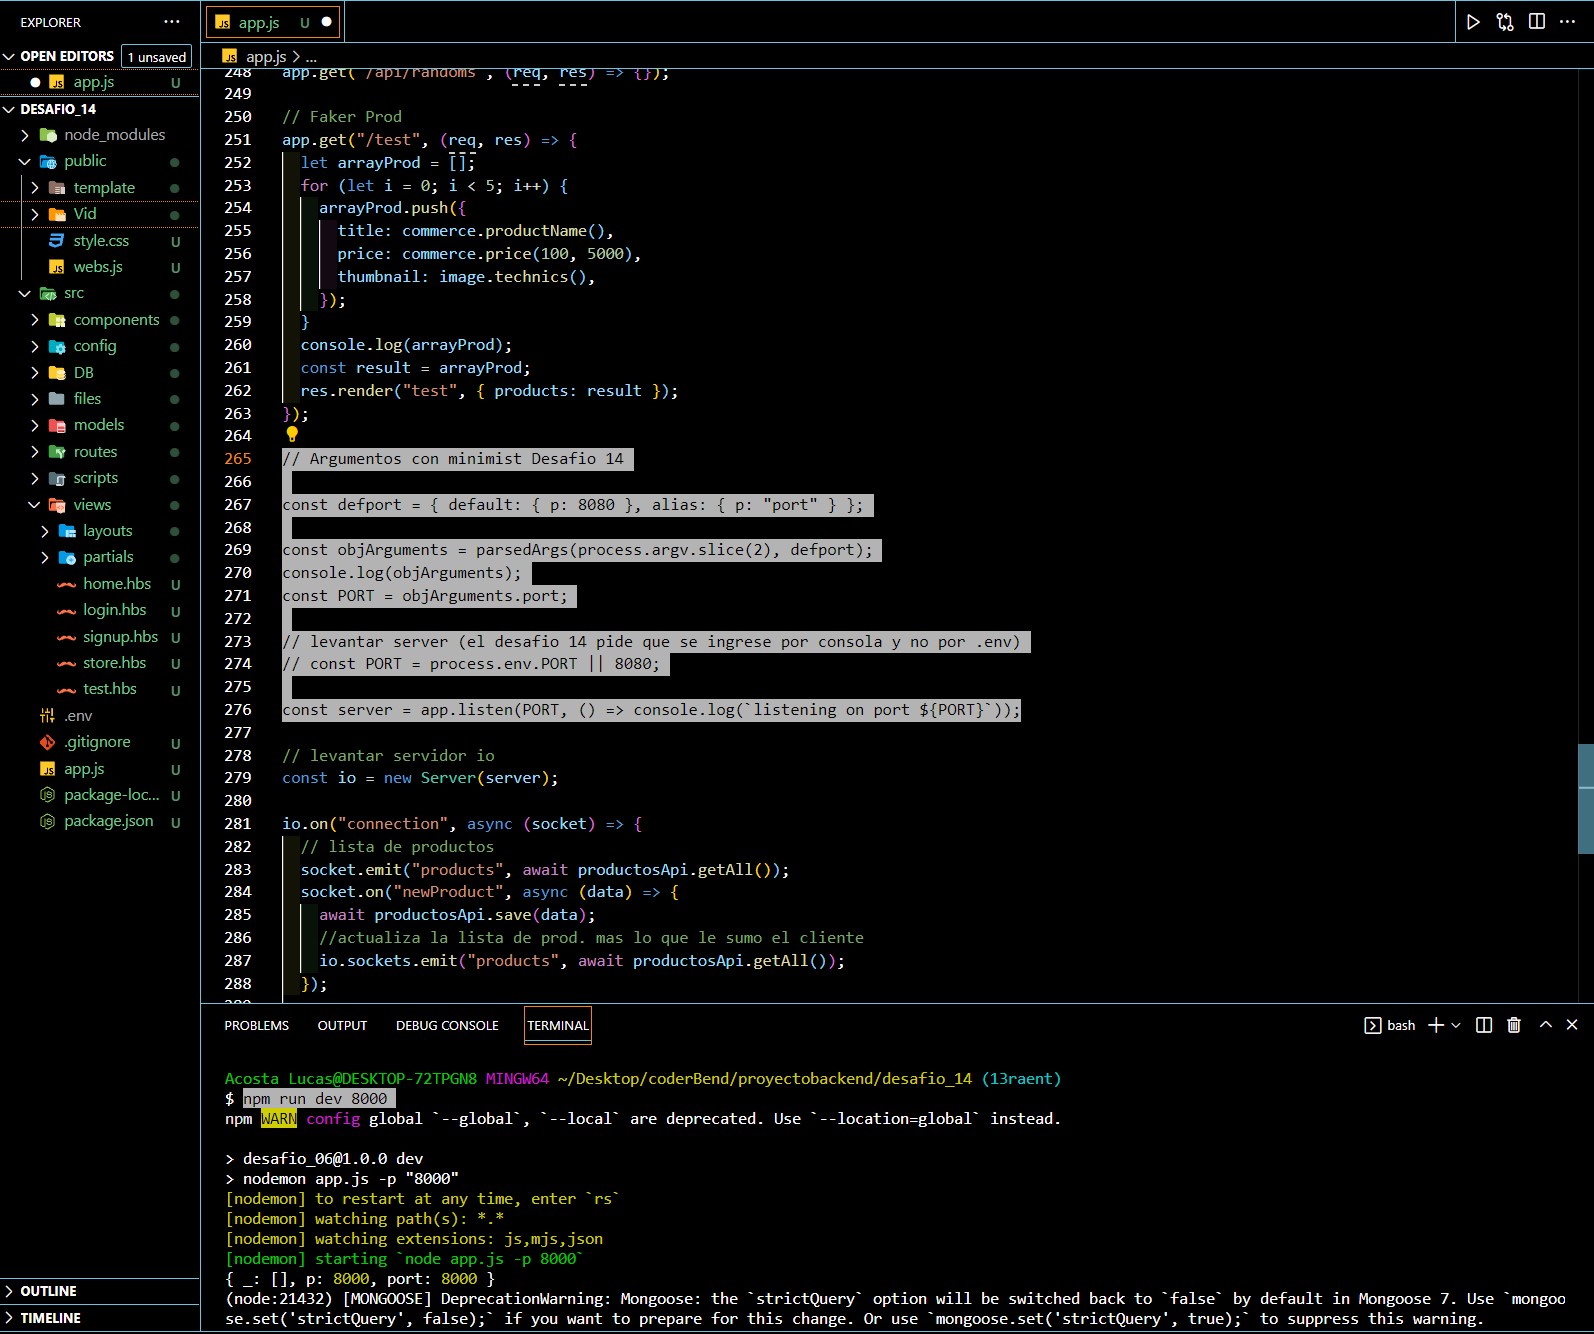 EXPLORER
OPEN EDITORS 1 unsaved
app.js U
DESAFIO_14
node_modules
public
template
Vid
style.css U
webs.js U
src
components
config
DB
files
models
routes
scripts
views
layouts
partials
home.hbs U
login.hbs U
signup.hbs U
store.hbs U
test.hbs U
.env
.gitignore U
app.js U
package-loc... U
package.json U
OUTLINE
TIMELINE
app.js U
app.js > ...
248 app.get("/api/randoms", (req, res) => {});
249
250 // Faker Prod
251 app.get("/test", (req, res) => {
252 let arrayProd = [];
253 for (let i = 0; i < 5; i++) {
254 arrayProd.push({
255 title: commerce.productName(),
256 price: commerce.price(100, 5000),
257 thumbnail: image.technics(),
258 });
259 }
260 console.log(arrayProd);
261 const result = arrayProd;
262 res.render("test", { products: result });
263 });
264
265 // Argumentos con minimist Desafio 14
266
267 const defport = { default: { p: 8080 }, alias: { p: "port" } };
268
269 const objArguments = parsedArgs(process.argv.slice(2), defport);
270 console.log(objArguments);
271 const PORT = objArguments.port;
272
273 // levantar server (el desafio 14 pide que se ingrese por consola y no por .env)
274 // const PORT = process.env.PORT || 8080;
275
276 const server = app.listen(PORT, () => console.log(`listening on port ${PORT}`));
277
278 // levantar servidor io
279 const io = new Server(server);
280
281 io.on("connection", async (socket) => {
282 // lista de productos
283 socket.emit("products", await productosApi.getAll());
284 socket.on("newProduct", async (data) => {
285 await productosApi.save(data);
286 //actualiza la lista de prod. mas lo que le sumo el cliente
287 io.sockets.emit("products", await productosApi.getAll());
288 });
PROBLEMS OUTPUT DEBUG CONSOLE TERMINAL bash
Acosta Lucas@DESKTOP-72TPGN8 MINGW64 ~/Desktop/coderBend/proyectobackend/desafio_14 (13raent)
$ npm run dev 8000
npm WARN config global `--global`, `--local` are deprecated. Use `--location=global` instead.
> desafio_06@1.0.0 dev
> nodemon app.js -p "8000"
[nodemon] to restart at any time, enter `rs`
[nodemon] watching path(s): *.*
[nodemon] watching extensions: js,mjs,json
[nodemon] starting `node app.js -p 8000`
{ _: [], p: 8000, port: 8000 }
(node:21432) [MONGOOSE] DeprecationWarning: Mongoose: the `strictQuery` option will be switched back to `false` by default in Mongoose 7. Use `mongoo
se.set('strictQuery', false);` if you want to prepare for this change. Or use `mongoose.set('strictQuery', true);` to suppress this warning.